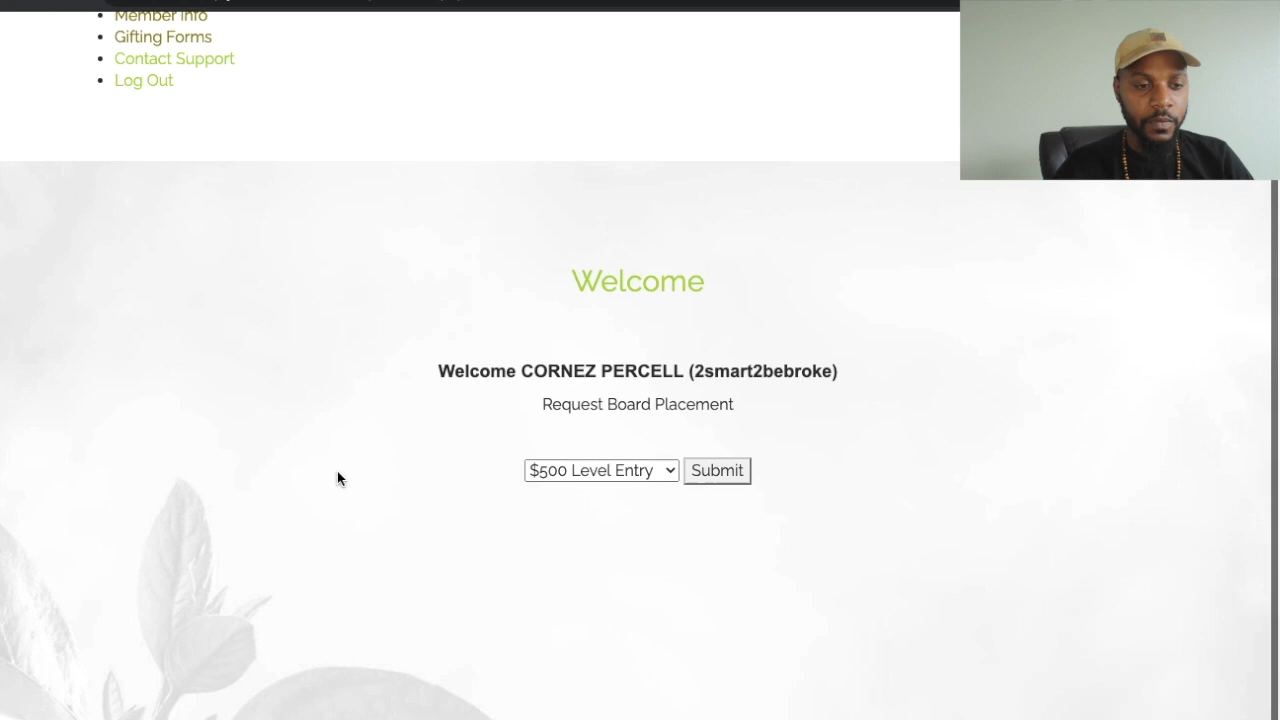 Member Info
Gifting Forms
Contact Support
Log Out
Welcome
Welcome CORNEZ PERCELL (2smart2bebroke)
Request Board Placement
$500 Level Entry Submit